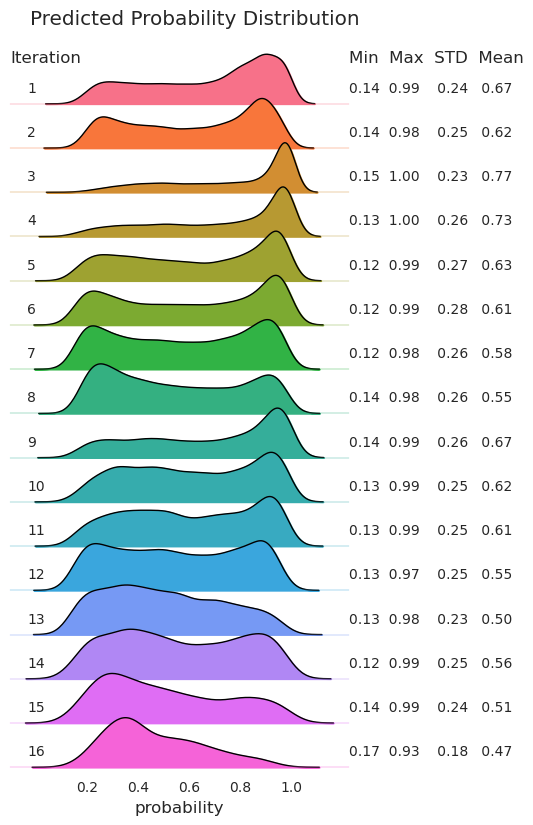 Predicted Probability Distribution
Iteration Min Max STD Mean
1 0.14 0.99 0.24 0.67
2 0.14 0.98 0.25 0.62
3 0.15 1.00 0.23 0.77
4 0.13 1.00 0.26 0.73
5 0.12 0.99 0.27 0.63
6 0.12 0.99 0.28 0.61
7 0.12 0.98 0.26 0.58
8 0.14 0.98 0.26 0.55
9 0.14 0.99 0.26 0.67
10 0.13 0.99 0.25 0.62
11 0.13 0.99 0.25 0.61
12 0.13 0.97 0.25 0.55
13 0.13 0.98 0.23 0.50
14 0.12 0.99 0.25 0.56
15 0.14 0.99 0.24 0.51
16 0.17 0.93 0.18 0.47
0.2 0.4 0.6 0.8 1.0
probability